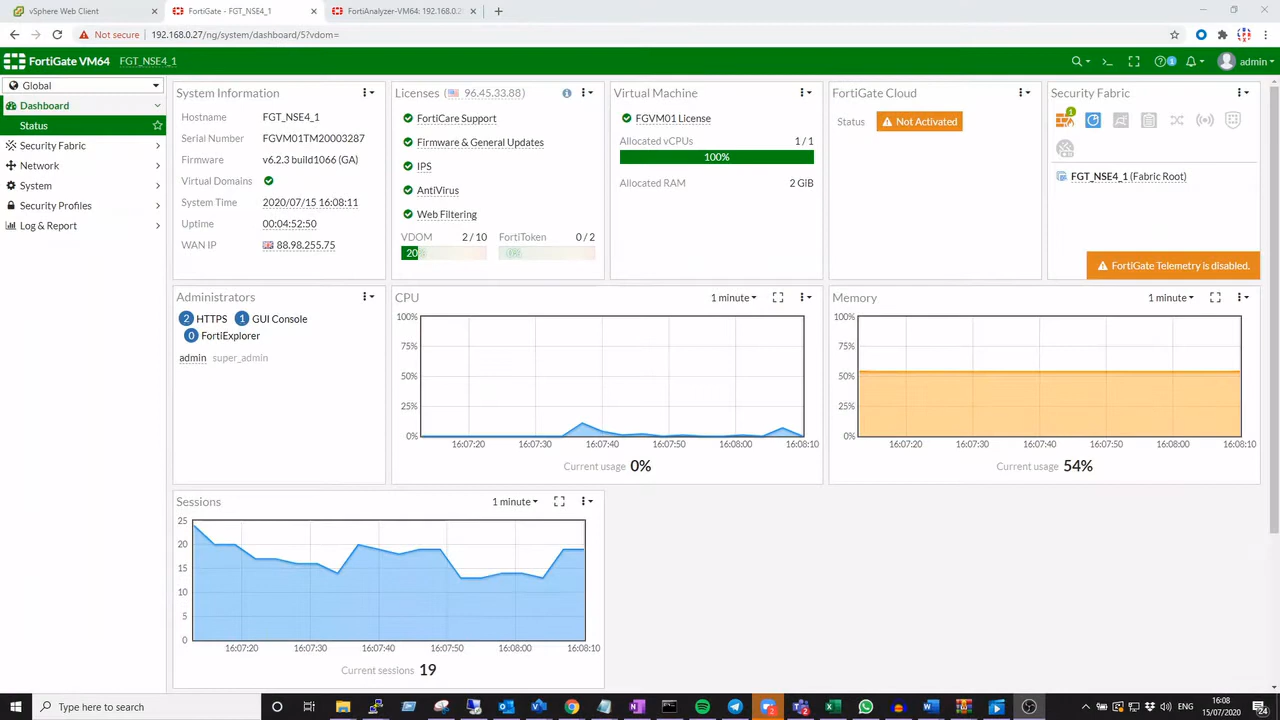 vSphere Web Client
FortiGate - FGT_NSE4_1
FortiAnalyzer-VM64: 192.168.0.2
Not secure
192.168.0.27/ng/system/dashboard/5?vdom=
FortiGate VM64
FGT_NSE4_1
admin
Global
Dashboard
Status
Security Fabric
Network
System
Security Profiles
Log & Report
System Information
Hostname FGT_NSE4_1
Serial Number FGVM01TM20003287
Firmware v6.2.3 build1066 (GA)
Virtual Domains
System Time 2020/07/15 16:08:11
Uptime 00:04:52:50
WAN IP 88.98.255.75
Licenses (96.45.33.88)
FortiCare Support
Firmware & General Updates
IPS
AntiVirus
Web Filtering
VDOM 2 / 10 FortiToken 0 / 2
20% 0%
Virtual Machine
FGVM01 License
Allocated vCPUs 1 / 1
100%
Allocated RAM 2 GiB
FortiGate Cloud
Status Not Activated
Security Fabric
1
FGT_NSE4_1 (Fabric Root)
FortiGate Telemetry is disabled.
Administrators
2 HTTPS 1 GUI Console
0 FortiExplorer
admin super_admin
CPU 1 minute
100%
75%
50%
25%
0%
16:07:20 16:07:30 16:07:40 16:07:50 16:08:00 16:08:10
Current usage 0%
Memory 1 minute
100%
75%
50%
25%
0%
16:07:20 16:07:30 16:07:40 16:07:50 16:08:00 16:08:10
Current usage 54%
Sessions 1 minute
25
20
15
10
5
0
16:07:20 16:07:30 16:07:40 16:07:50 16:08:00 16:08:10
Current sessions 19
Type here to search
ENG
16:08
15/07/2020